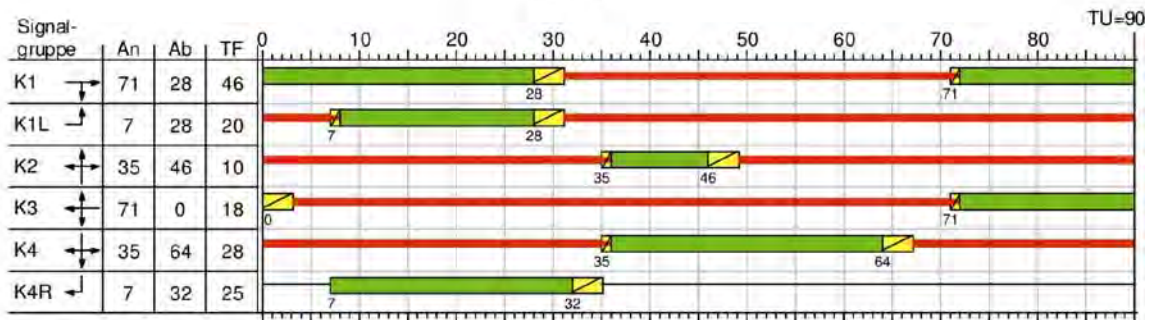 TU=90
Signal-
gruppe An Ab TF 0 10 20 30 40 50 60 70 80
K1 71 28 46
28 71
K1L 7 28 20
7 28
K2 35 46 10
35 46
K3 71 0 18
0 71
K4 35 64 28
35 64
K4R 7 32 25
7 32